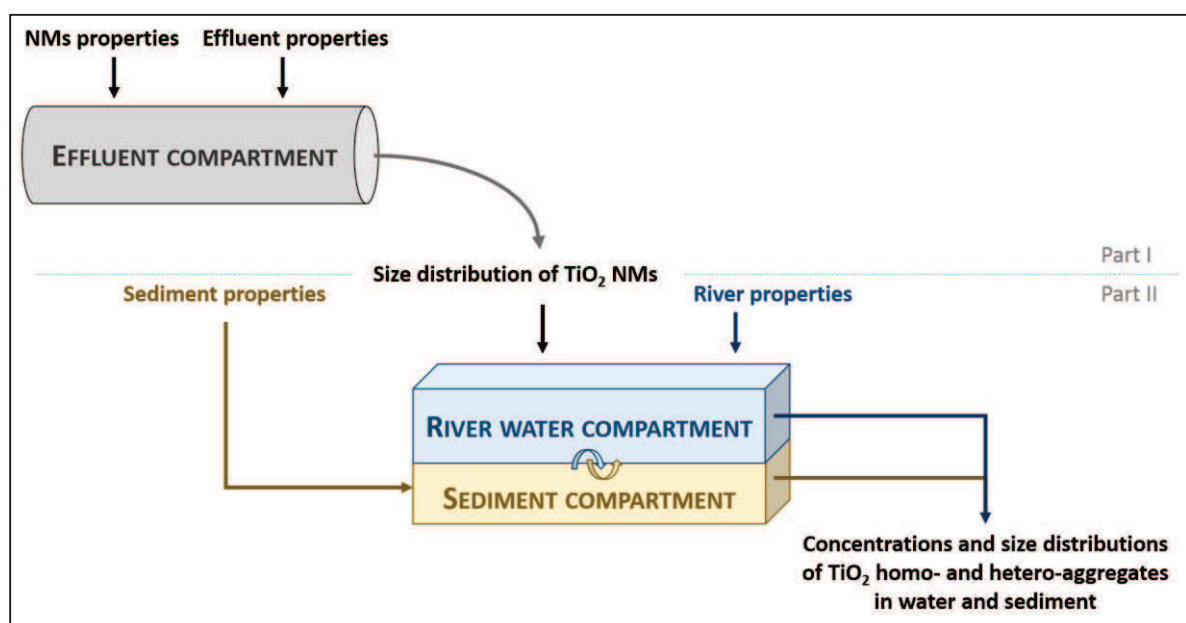 NMs properties
Effluent properties
EFFLUENT COMPARTMENT
Size distribution of TiO₂ NMs
Part I
Sediment properties
River properties
Part II
RIVER WATER COMPARTMENT
SEDIMENT COMPARTMENT
Concentrations and size distributions
of TiO₂ homo- and hetero-aggregates
in water and sediment